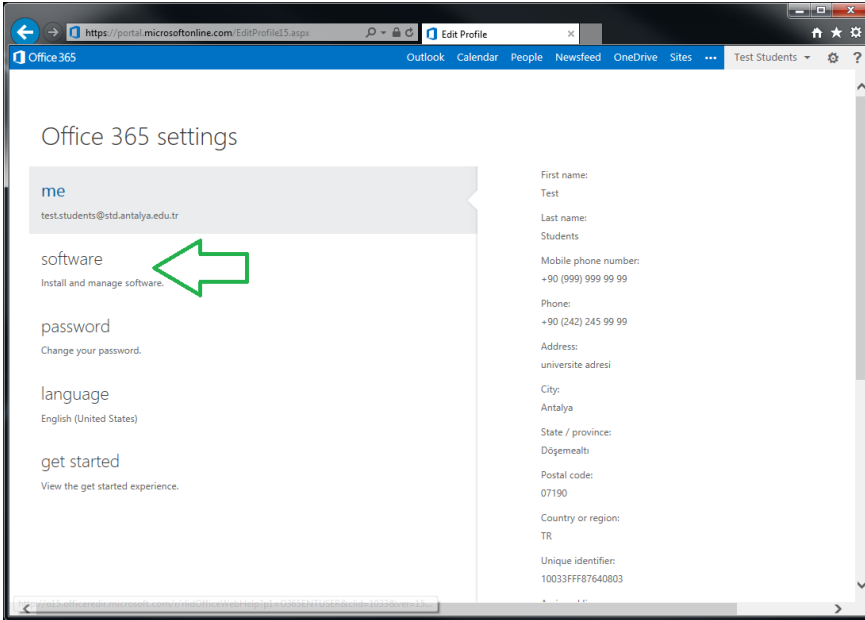 https://portal.microsoftonline.com/EditProfile15.aspx
Edit Profile
Office 365
Outlook Calendar People Newsfeed OneDrive Sites ••• Test Students ?
Office 365 settings
me
test.students@std.antalya.edu.tr
software
Install and manage software.
password
Change your password.
language
English (United States)
get started
View the get started experience.
First name:
Test
Last name:
Students
Mobile phone number:
+90 (999) 999 99 99
Phone:
+90 (242) 245 99 99
Address:
universite adresi
City:
Antalya
State / province:
Döşemealtı
Postal code:
07190
Country or region:
TR
Unique identifier:
10033FFF87640803